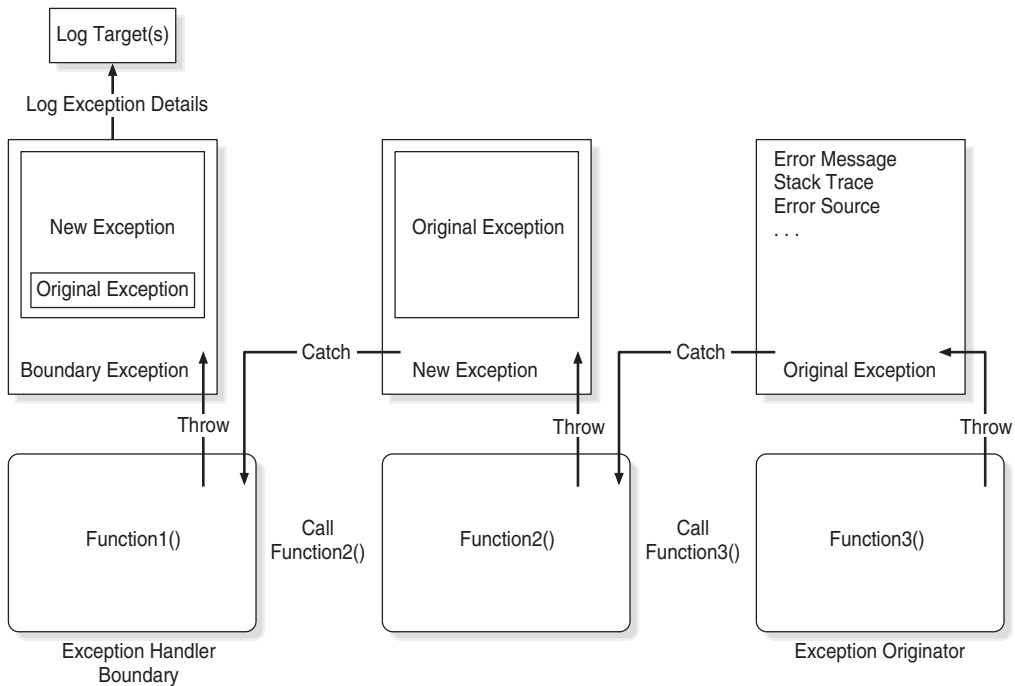 Log Target(s)
Log Exception Details
New Exception
Original Exception
Boundary Exception
Throw
Catch
Original Exception
New Exception
Throw
Catch
Error Message
Stack Trace
Error Source
. . .
Original Exception
Throw
Function1()
Call
Function2()
Function2()
Call
Function3()
Function3()
Exception Handler
Boundary
Exception Originator